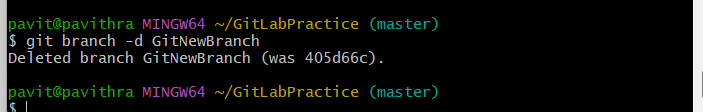 pavit@pavithra MINGW64 ~/GitLabPractice (master)
$ git branch -d GitNewBranch
Deleted branch GitNewBranch (was 405d66c).
pavit@pavithra MINGW64 ~/GitLabPractice (master)
$